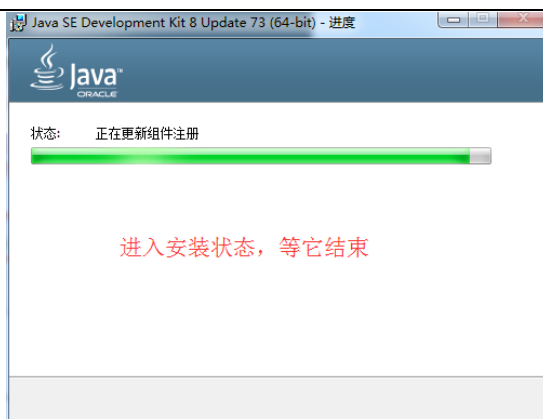 Java SE Development Kit 8 Update 73 (64-bit) - 进度
Java™
ORACLE
状态: 正在更新组件注册
进入安装状态，等它结束